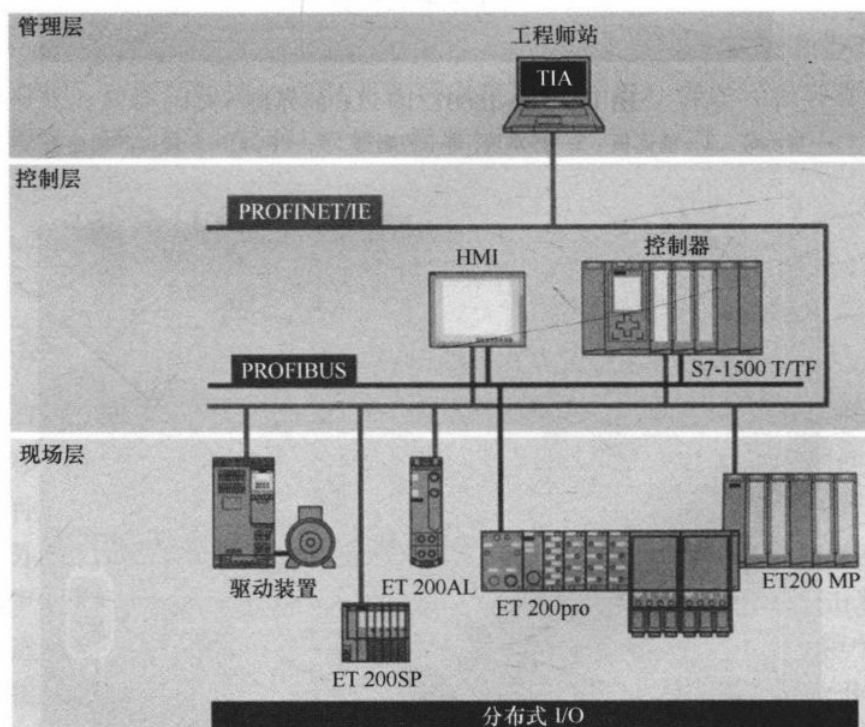 管理层
工程师站
TIA
控制层
PROFINET/IE
HMI
控制器
PROFIBUS
S7-1500 T/TF
现场层
驱动装置
ET 200AL
ET 200pro
ET200 MP
ET 200SP
分布式 I/O